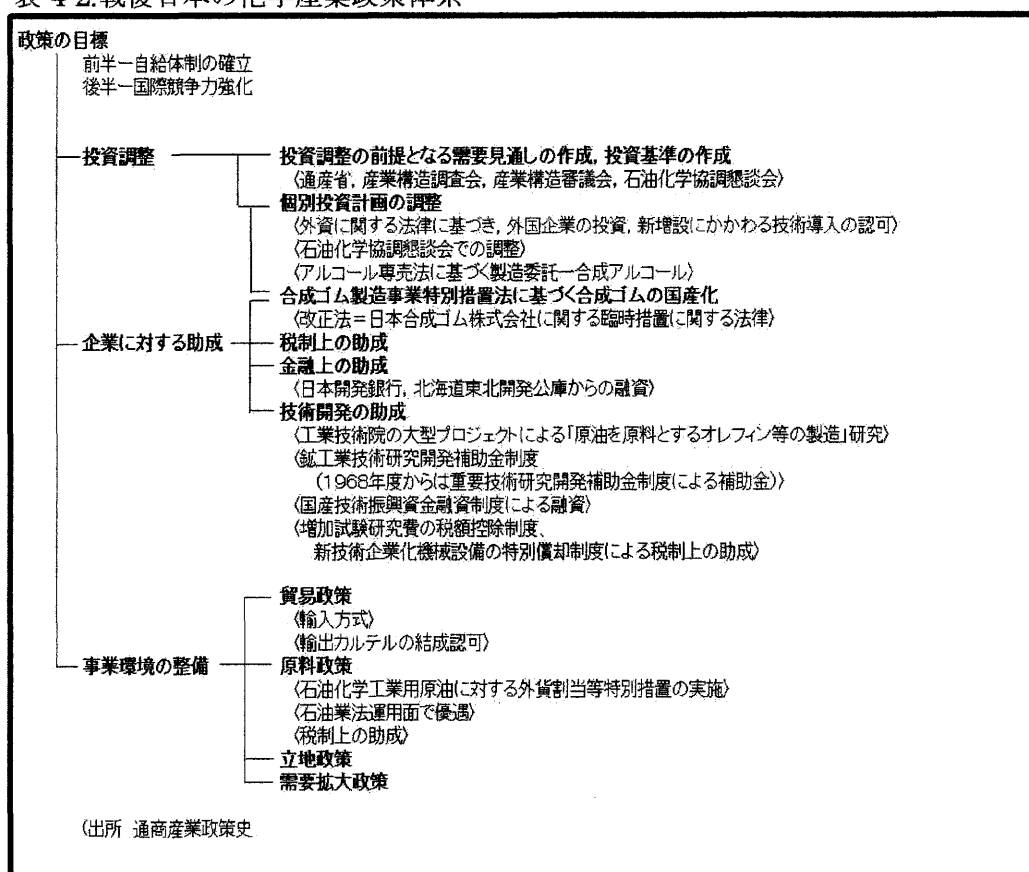 表 4-2.戦後日本の化学産業政策体系
政策の目標
前半ー自給体制の確立
後半ー国際競争力強化
投資調整
投資調整の前提となる需要見通しの作成, 投資基準の作成
〈通産省, 産業構造調査会, 産業構造審議会, 石油化学協調懇談会〉
個別投資計画の調整
〈外資に関する法律に基づき, 外国企業の投資, 新増設にかかわる技術導入の認可〉
〈石油化学協調懇談会での調整〉
〈アルコール専売法に基づく製造委託ー合成アルコール〉
合成ゴム製造事業特別措置法に基づく合成ゴムの国産化
〈改正法=日本合成ゴム株式会社に関する臨時措置に関する法律〉
企業に対する助成
税制上の助成
金融上の助成
〈日本開発銀行, 北海道東北開発公庫からの融資〉
技術開発の助成
〈工業技術院の大型プロジェクトによる「原油を原料とするオレフィン等の製造」研究〉
〈鉱工業技術研究開発補助金制度
(1968年度からは重要技術研究開発補助金制度による補助金)〉
〈国産技術振興資金融資制度による融資〉
〈増加試験研究費の税額控除制度、
新技術企業化機械設備の特別償却制度による税制上の助成〉
貿易政策
〈輸入方式〉
〈輸出カルテルの結成認可〉
事業環境の整備
原料政策
〈石油化学工業用原油に対する外貨割当等特別措置の実施〉
〈石油業法運用面で優遇〉
〈税制上の助成〉
立地政策
需要拡大政策
(出所 通商産業政策史